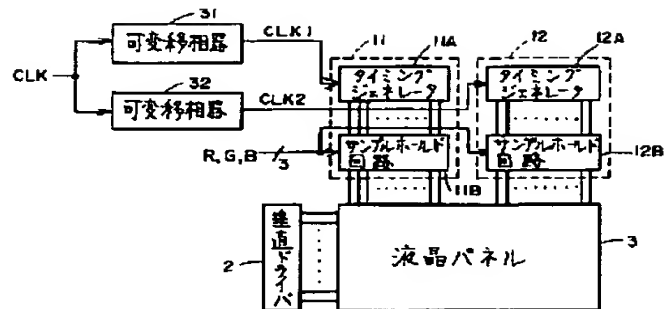 31
可変移相路
CLK1
CLK
32
可変移相路
CLK2
11
11A
タイミング
ジェネレータ
12
12A
タイミング
ジェネレータ
R,G,B
3
サンプルホールド
回路
11B
サンプルホールド
回路
12B
2
垂直ドライバ
液晶パネル
3